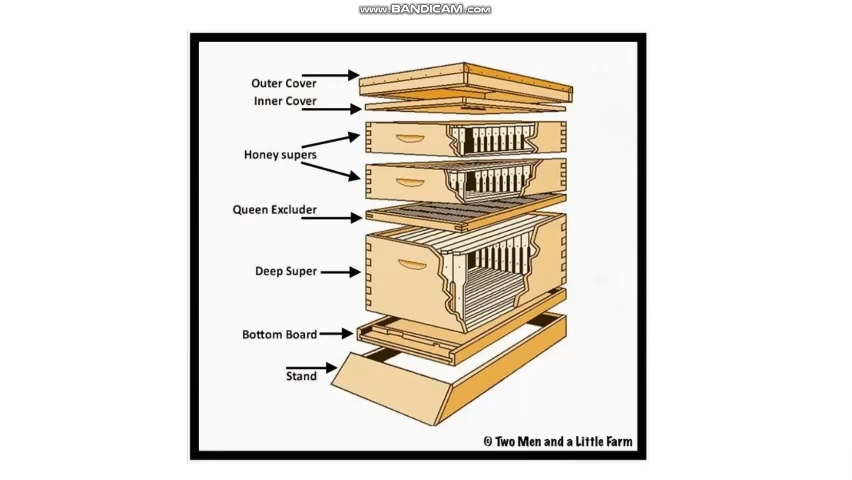 www.BANDICAM.com
Outer Cover
Inner Cover
Honey supers
Queen Excluder
Deep Super
Bottom Board
Stand
© Two Men and a Little Farm